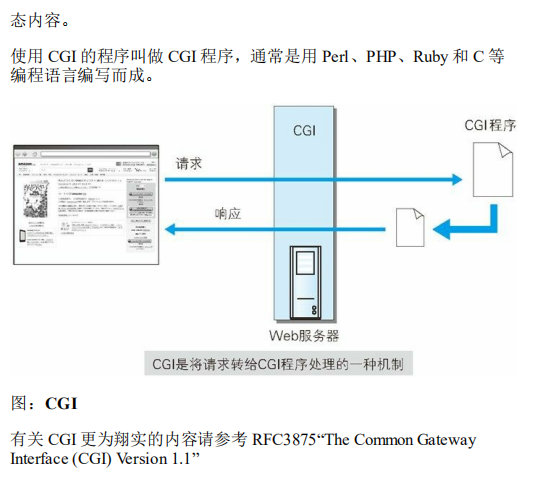 态内容。
使用 CGI 的程序叫做 CGI 程序，通常是用 Perl、PHP、Ruby 和 C 等
编程语言编写而成。
CGI
CGI程序
请求
响应
Web服务器
CGI是将请求转给CGI程序处理的一种机制
图：CGI
有关 CGI 更为翔实的内容请参考 RFC3875“The Common Gateway
Interface (CGI) Version 1.1”